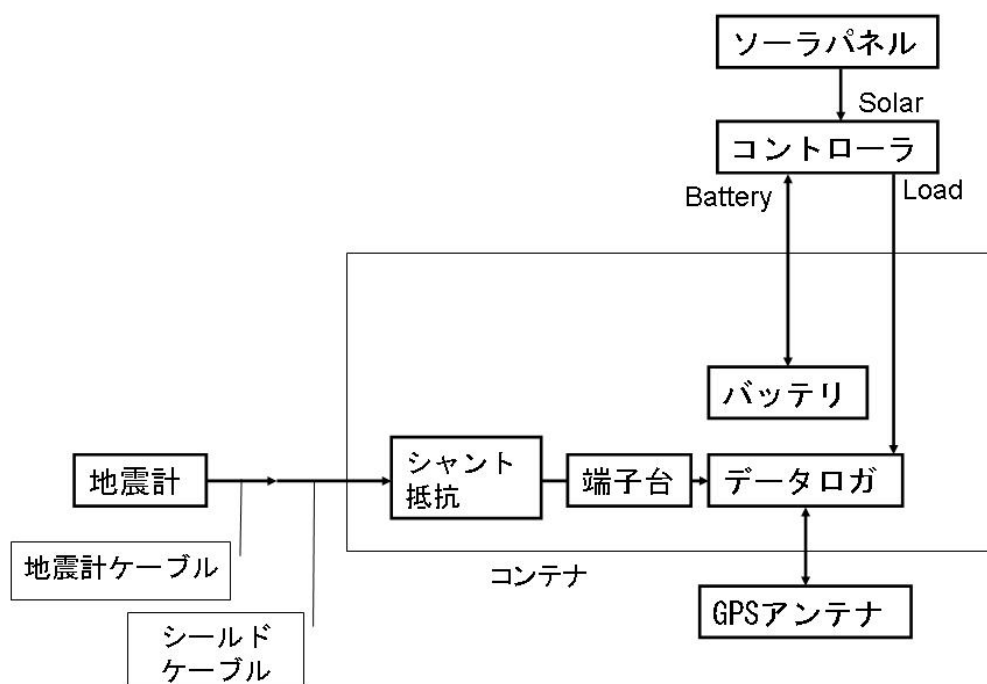 ソーラパネル
Solar
コントローラ
Battery
Load
バッテリ
地震計
シャント
抵抗
端子台
データロガ
地震計ケーブル
コンテナ
GPSアンテナ
シールド
ケーブル